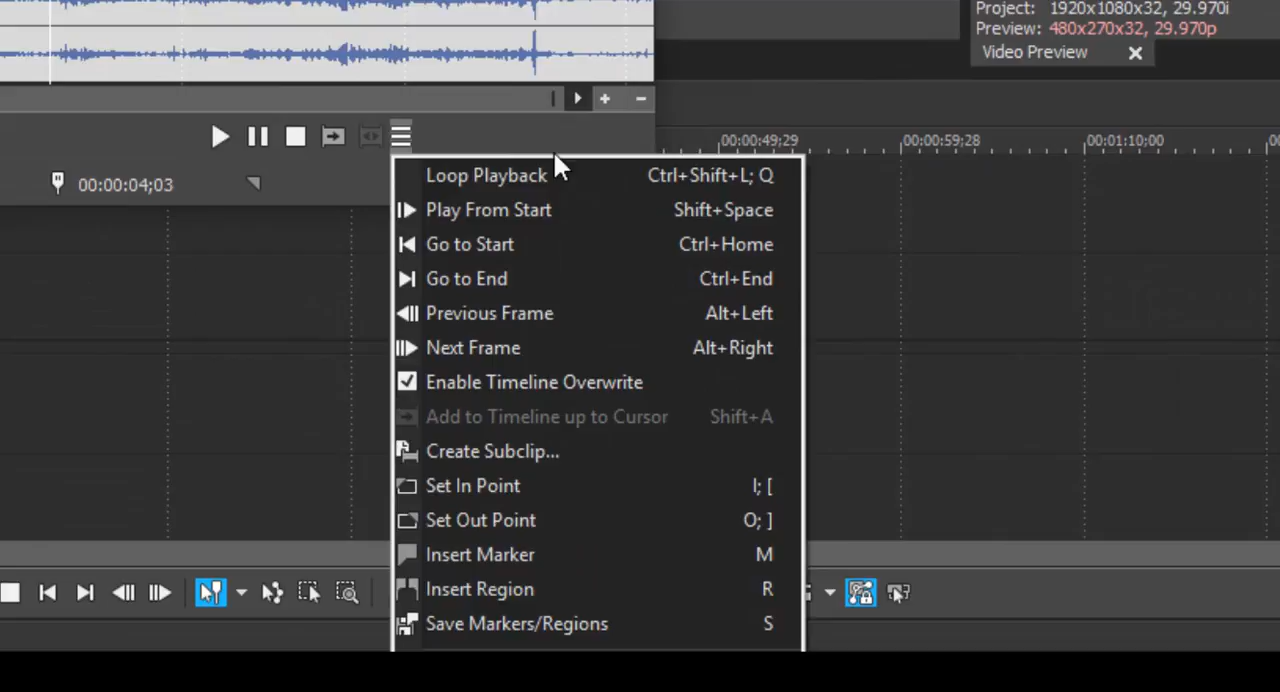 Project: 1920x1080x32, 29.970i
Preview: 480x270x32, 29.970p
Video Preview
00:00:49;29 00:00:59;28 00:01:10;00
00:00:04;03
Loop Playback Ctrl+Shift+L; Q
Play From Start Shift+Space
Go to Start Ctrl+Home
Go to End Ctrl+End
Previous Frame Alt+Left
Next Frame Alt+Right
Enable Timeline Overwrite
Add to Timeline up to Cursor Shift+A
Create Subclip...
Set In Point I; [
Set Out Point O; ]
Insert Marker M
Insert Region R
Save Markers/Regions S